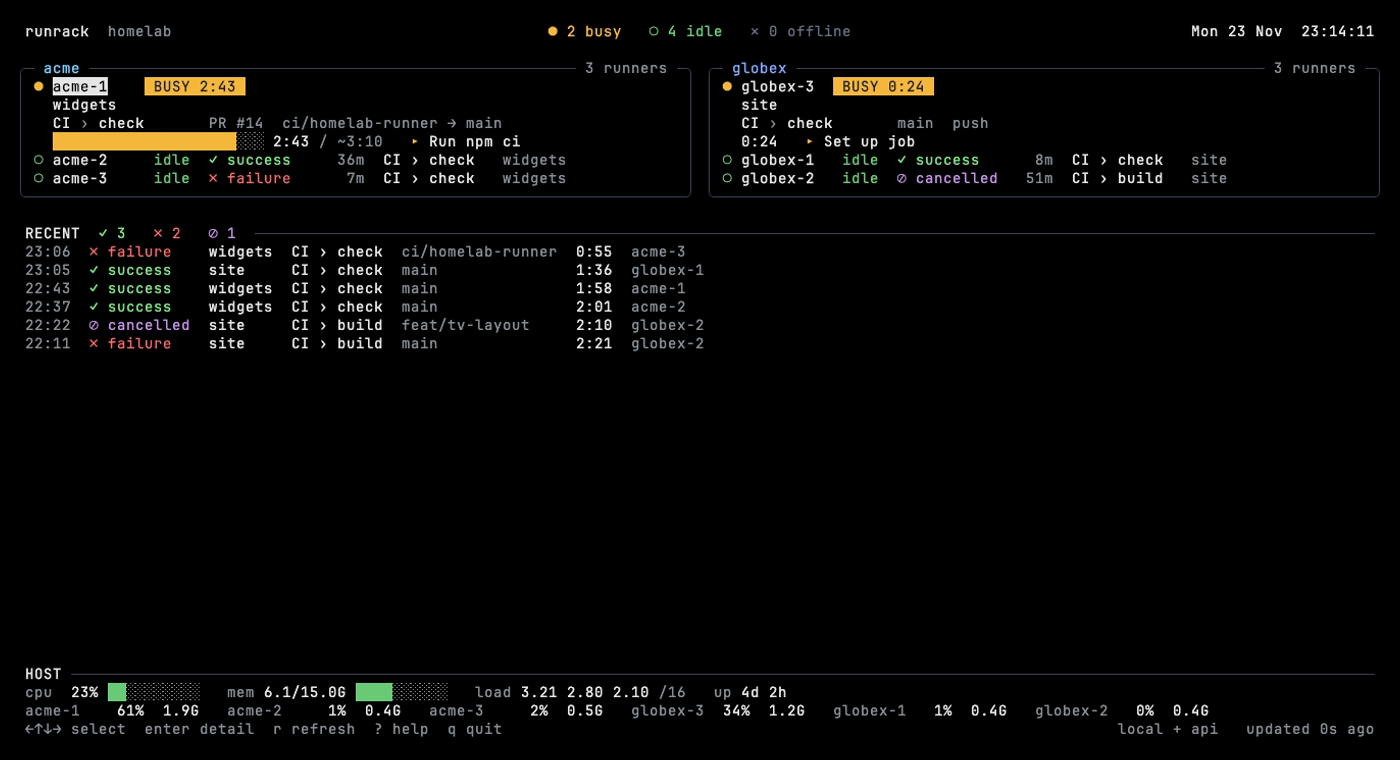 runrack homelab ● 2 busy ○ 4 idle × 0 offline Mon 23 Nov 23:14:11
acme 3 runners
● acme-1 BUSY 2:43
widgets
CI › check PR #14 ci/homelab-runner → main
2:43 / ~3:10 ▸ Run npm ci
○ acme-2 idle ✓ success 36m CI › check widgets
○ acme-3 idle × failure 7m CI › check widgets
globex 3 runners
● globex-3 BUSY 0:24
site
CI › check main push
0:24 ▸ Set up job
○ globex-1 idle ✓ success 8m CI › check site
○ globex-2 idle ⊘ cancelled 51m CI › build site
RECENT ✓ 3 × 2 ⊘ 1
23:06 × failure widgets CI › check ci/homelab-runner 0:55 acme-3
23:05 ✓ success site CI › check main 1:36 globex-1
22:43 ✓ success widgets CI › check main 1:58 acme-1
22:37 ✓ success widgets CI › check main 2:01 acme-2
22:22 ⊘ cancelled site CI › build feat/tv-layout 2:10 globex-2
22:11 × failure site CI › build main 2:21 globex-2
HOST
cpu 23% mem 6.1/15.0G load 3.21 2.80 2.10 /16 up 4d 2h
acme-1 61% 1.9G acme-2 1% 0.4G acme-3 2% 0.5G globex-3 34% 1.2G globex-1 1% 0.4G globex-2 0% 0.4G
←↑↓→ select enter detail r refresh ? help q quit local + api updated 0s ago